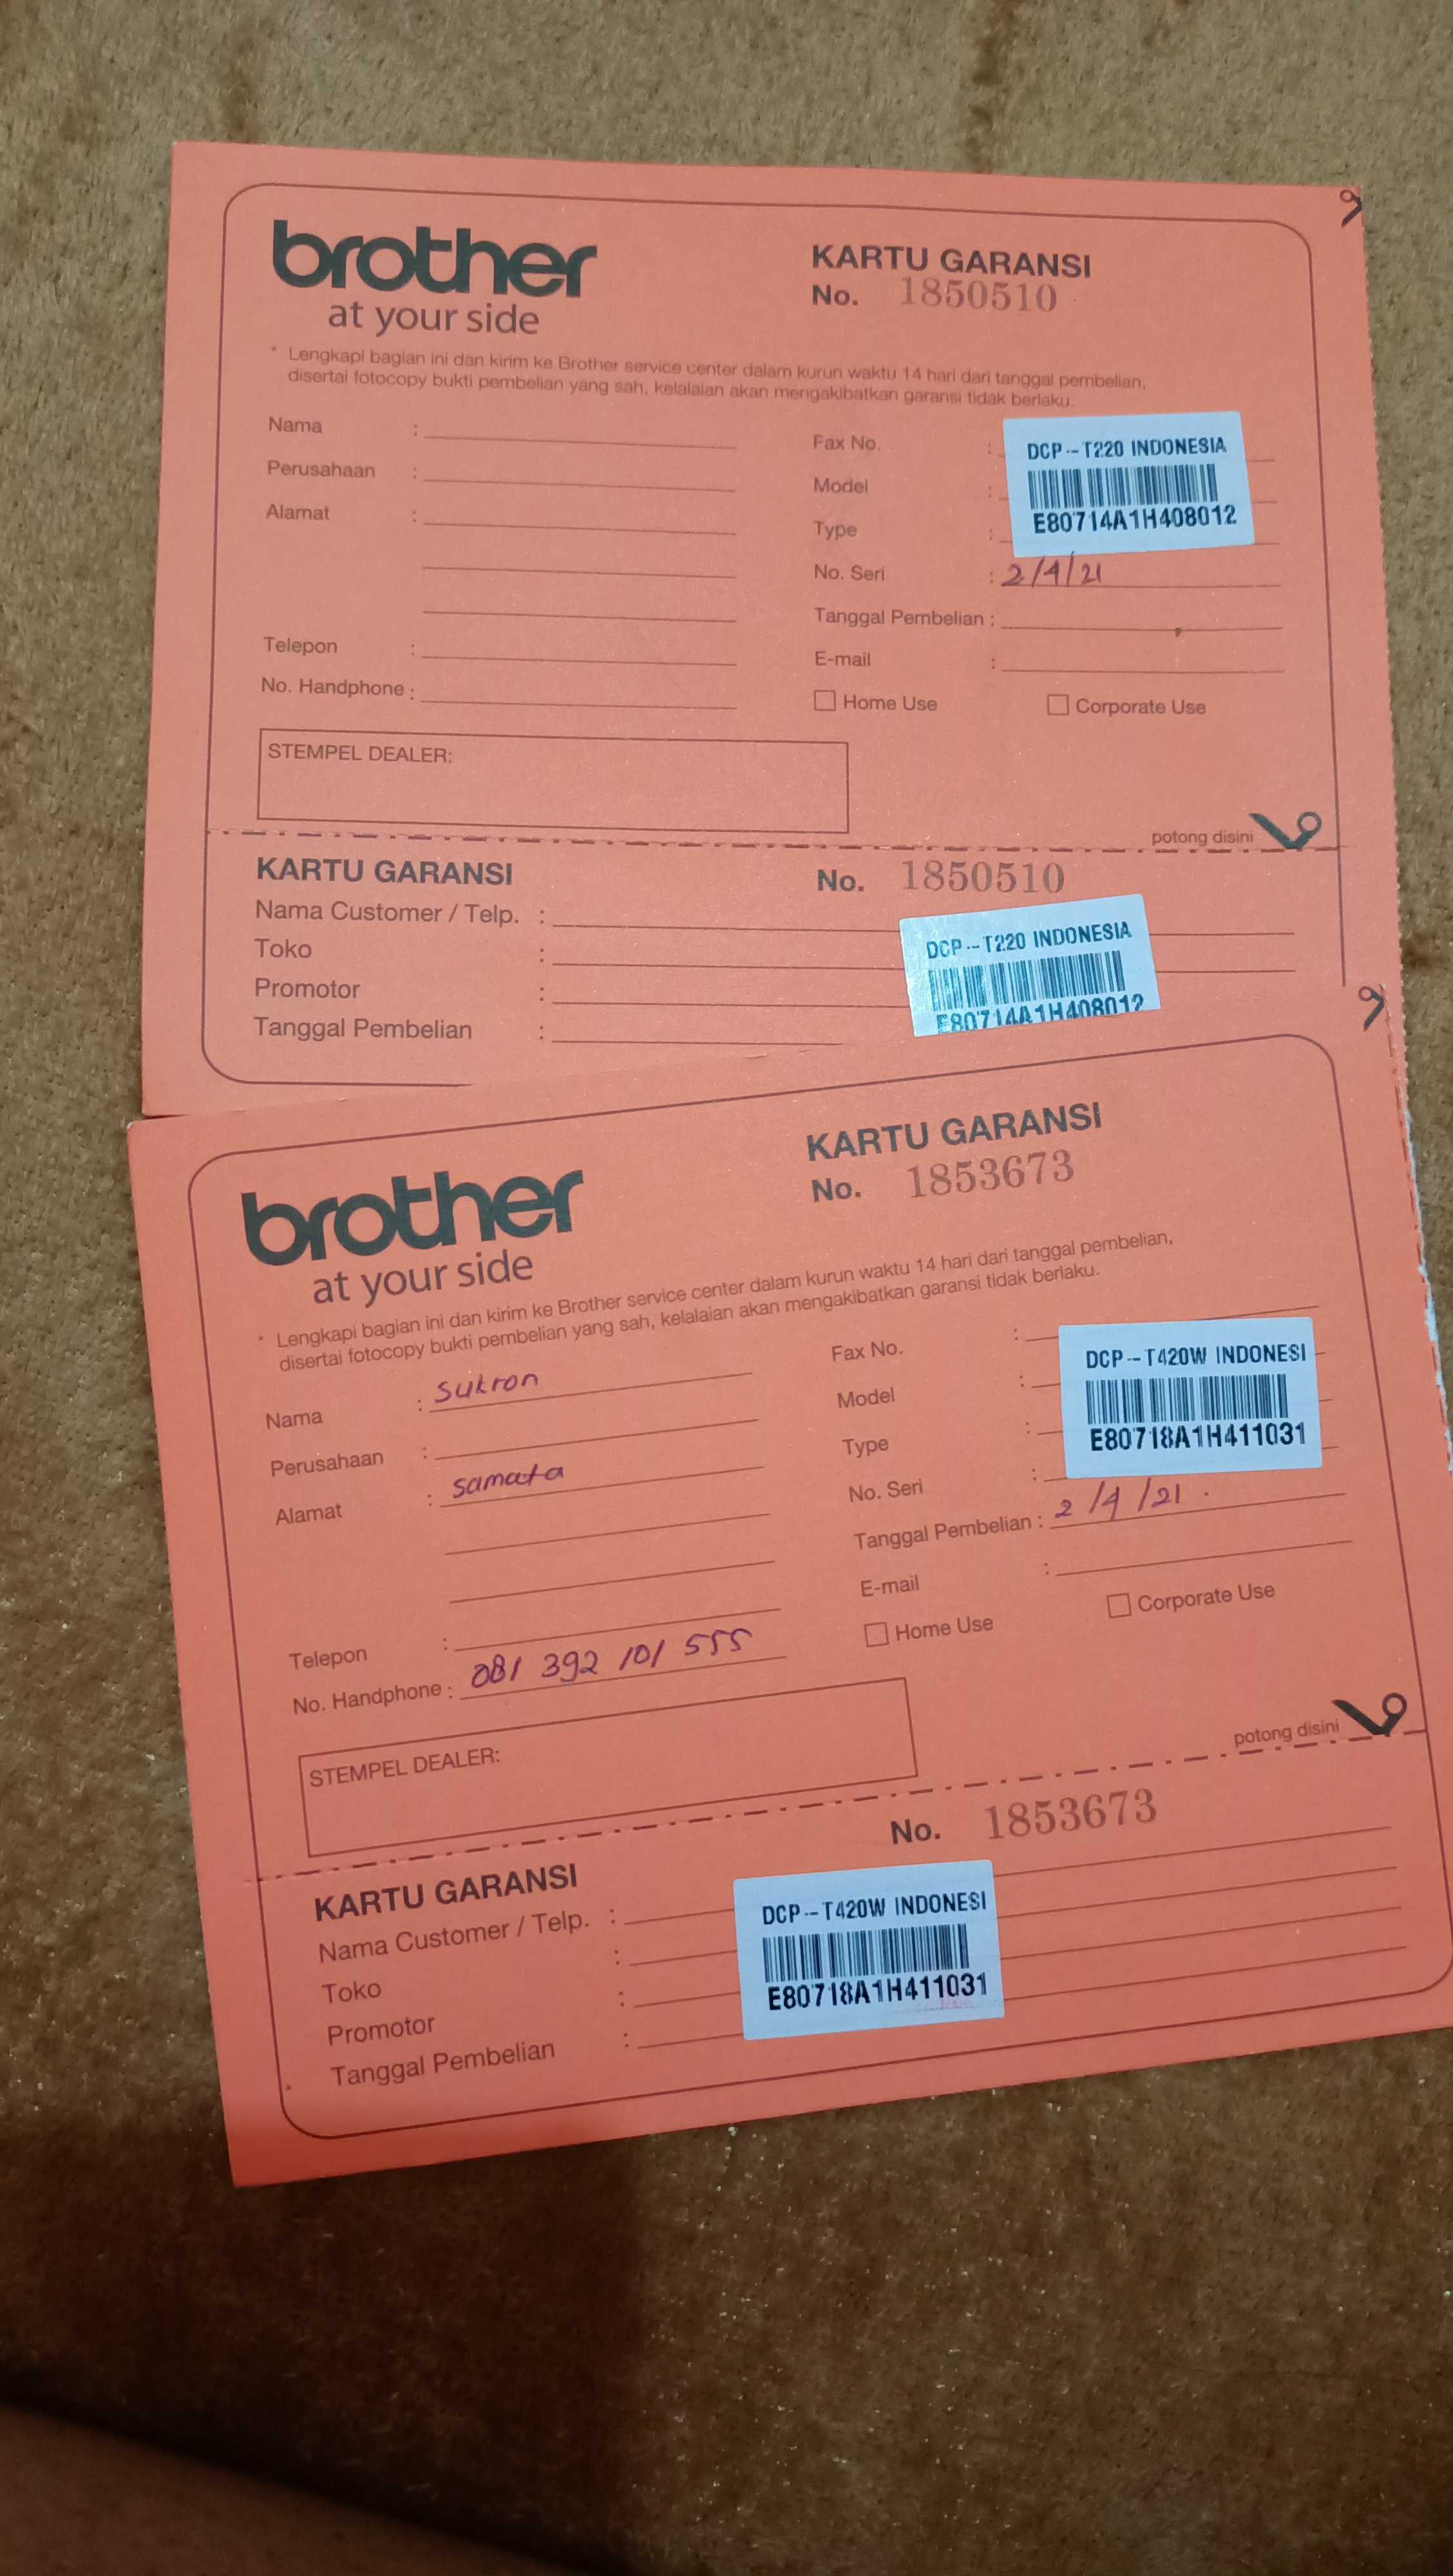 brother
at your side
KARTU GARANSI
No. 1850510
* Lengkapi bagian ini dan kirim ke Brother service center dalam kurun waktu 14 hari dari tanggal pembelian,
disertai fotocopy bukti pembelian yang sah, kelalaian akan mengakibatkan garansi tidak berlaku.
Nama :
Perusahaan :
Alamat :
Telepon :
No. Handphone :
Fax No. :
Model :
Type :
DCP--T220 INDONESIA
E80714A1H408012
No. Seri : 2/4/21
Tanggal Pembelian :
E-mail :
Home Use
Corporate Use
STEMPEL DEALER:
potong disini
KARTU GARANSI
No. 1850510
Nama Customer / Telp. :
Toko :
Promotor :
Tanggal Pembelian :
DCP--T220 INDONESIA
E80714A1H408012
brother
at your side
KARTU GARANSI
No. 1853673
* Lengkapi bagian ini dan kirim ke Brother service center dalam kurun waktu 14 hari dari tanggal pembelian,
disertai fotocopy bukti pembelian yang sah, kelalaian akan mengakibatkan garansi tidak berlaku.
Nama : Sukron
Perusahaan :
Alamat : samata
Telepon :
No. Handphone : 081 392 101 555
Fax No. :
Model :
Type :
No. Seri :
DCP--T420W INDONESI
E80718A1H411031
Tanggal Pembelian : 2/4/21.
E-mail :
Home Use
Corporate Use
STEMPEL DEALER:
potong disini
KARTU GARANSI
No. 1853673
Nama Customer / Telp. :
Toko :
Promotor :
Tanggal Pembelian :
DCP--T420W INDONESI
E80718A1H411031